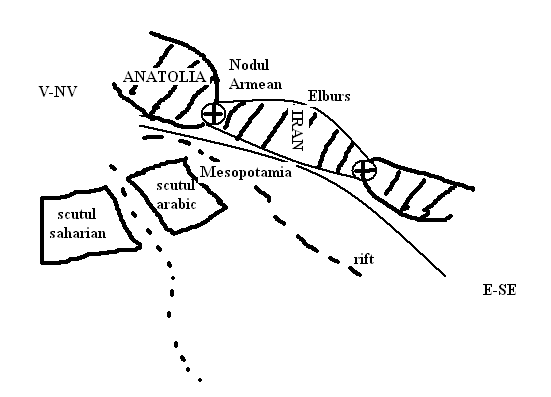 ANATOLIA
Nodul
Armean
V-NV
Elburs
IRAN
Mesopotamia
scutul
arabic
scutul
saharian
rift
E-SE